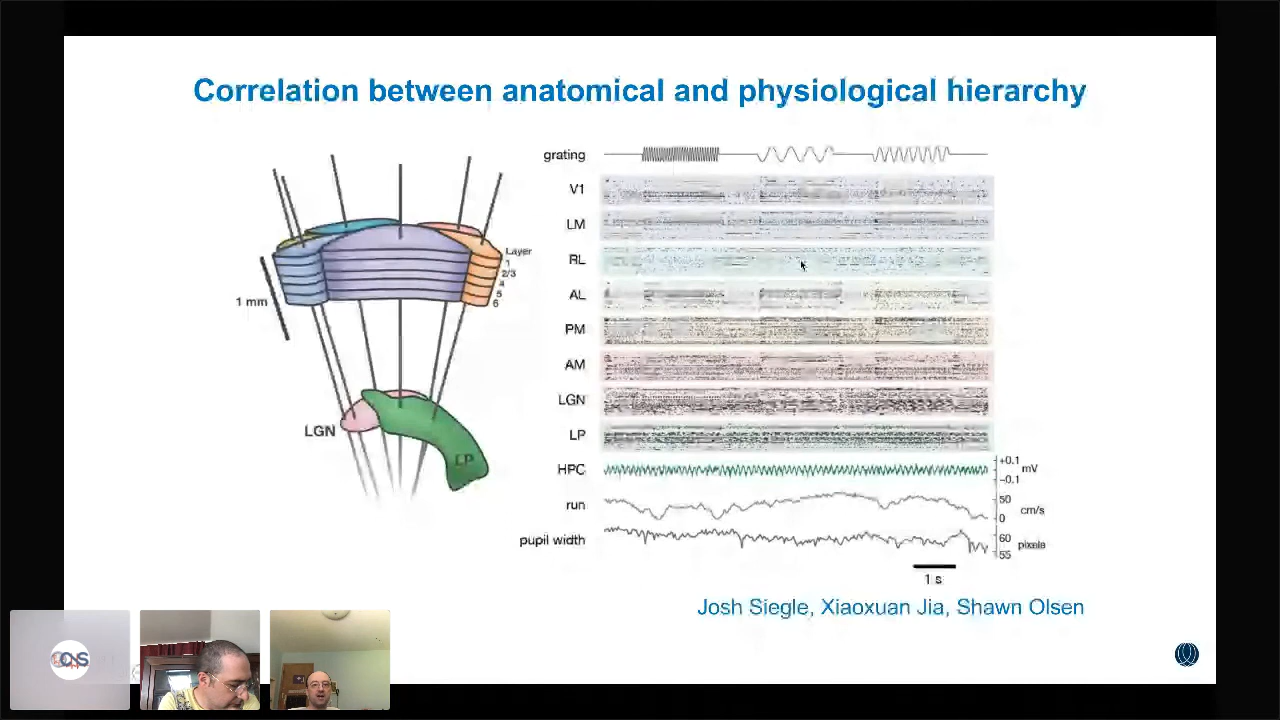 Correlation between anatomical and physiological hierarchy
grating
V1
LM
RL
AL
PM
AM
LGN
LP
HPC
run
pupil width
Layer
1
2/3
4
5
6
1 mm
LGN
LP
+0.1
mV
-0.1
50
cm/s
0
60
pixels
55
1 s
Josh Siegle, Xiaoxuan Jia, Shawn Olsen